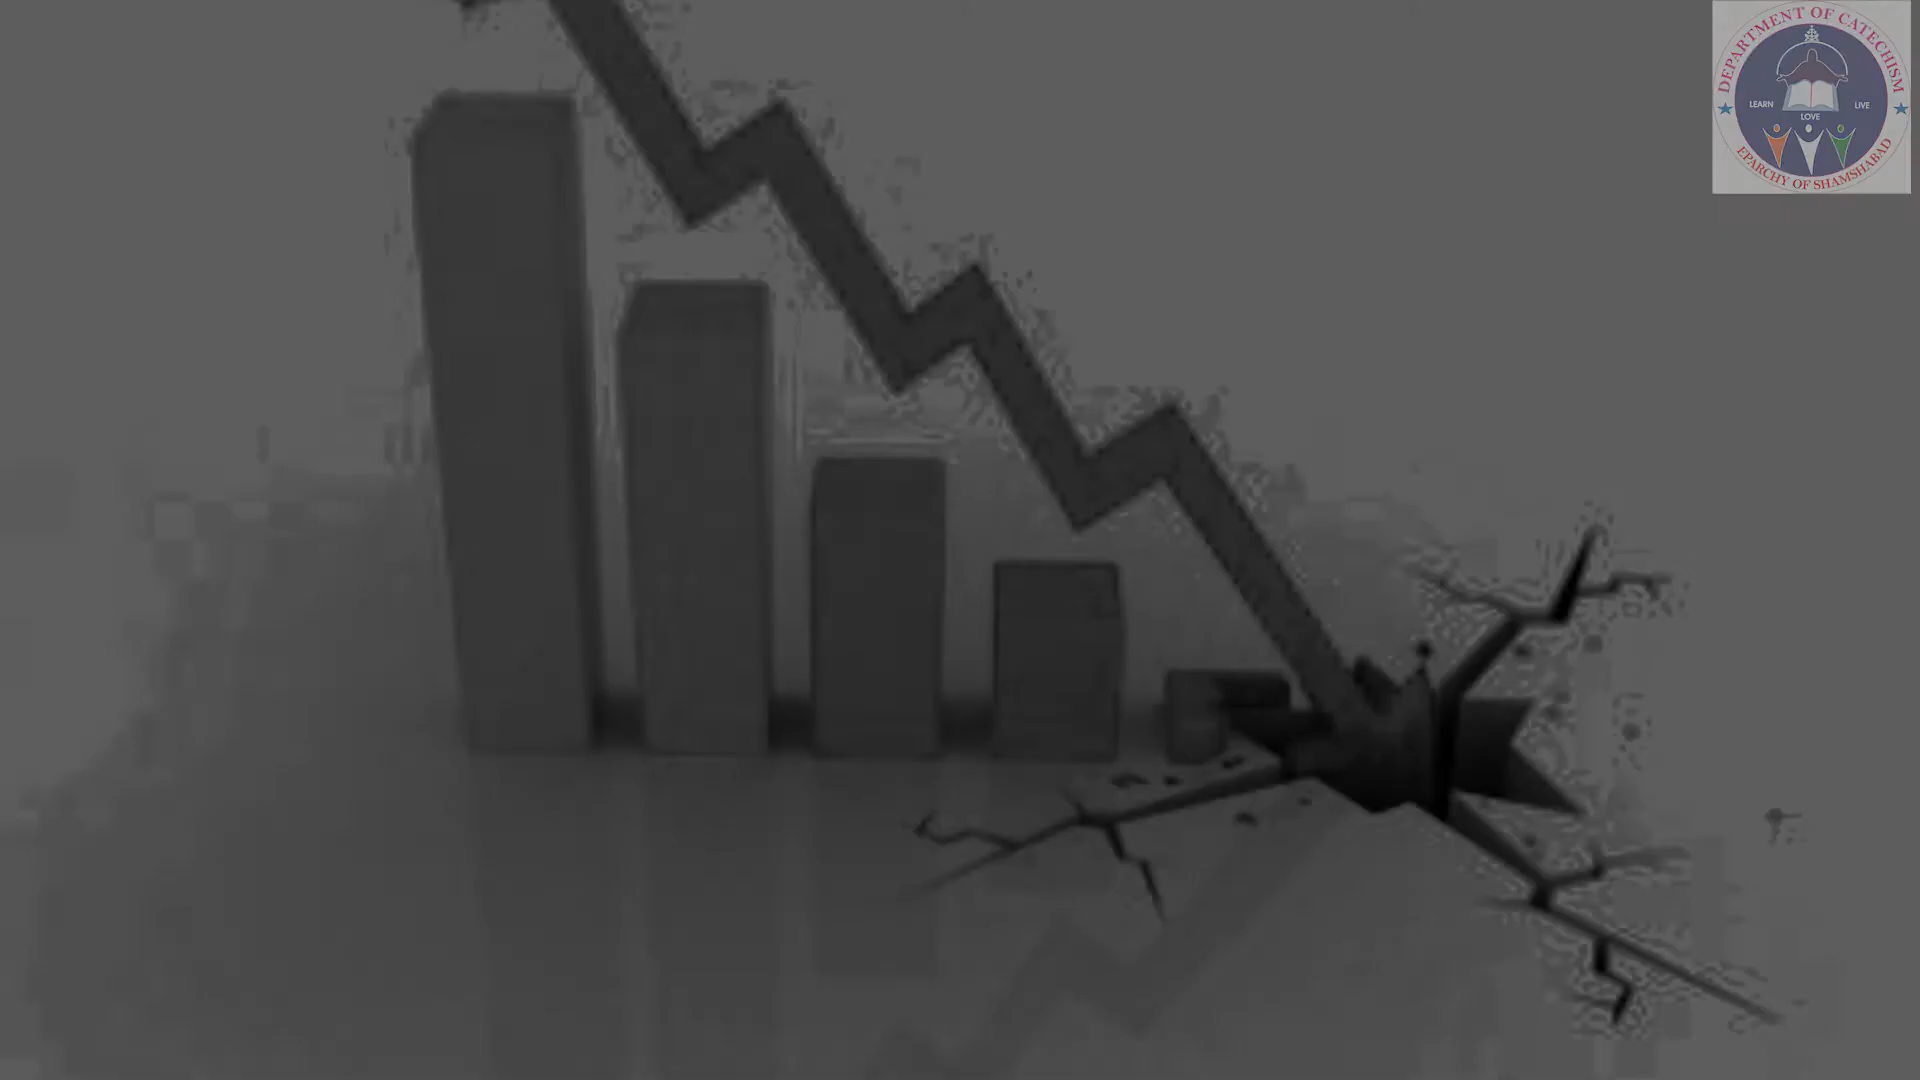 DEPARTMENT OF CATECHISM
LEARN
LIVE
LOVE
EPARCHY OF SHAMSHABAD